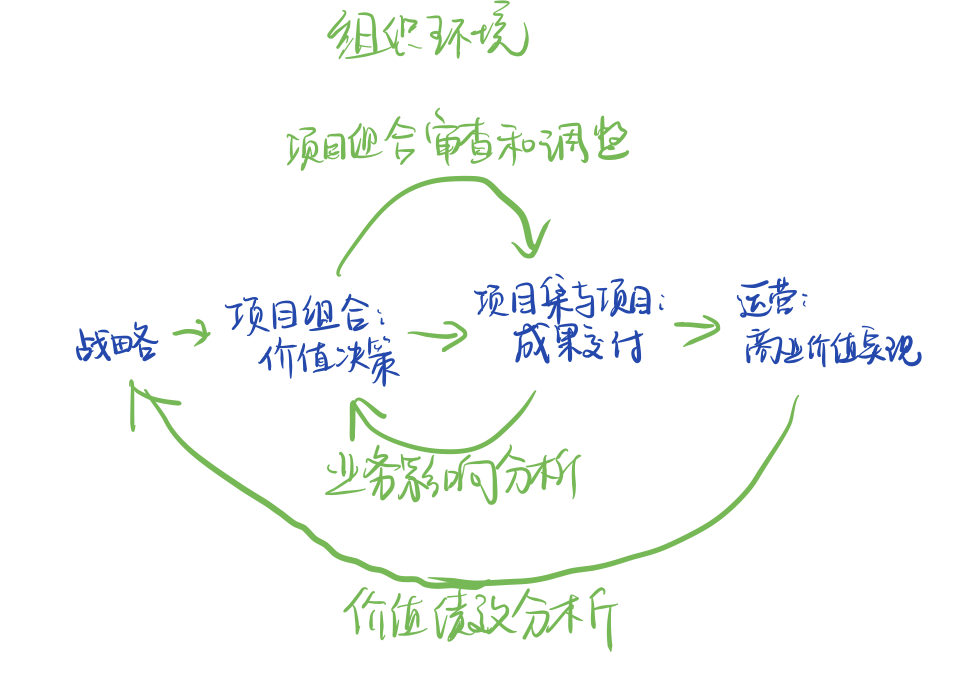 组织环境
项目组合审查和调整
战略
项目组合:
价值决策
项目集与项目:
成果交付
运营:
商业价值实现
业务影响分析
价值绩效分析